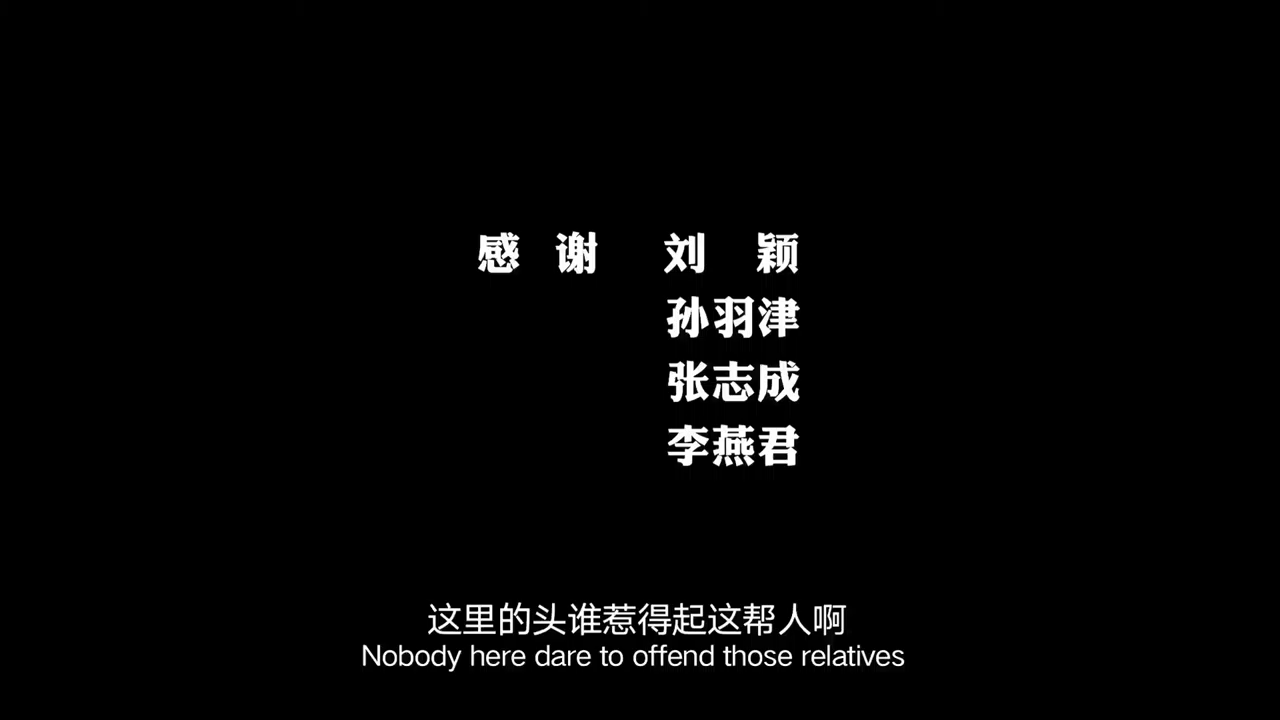 感 谢 刘 颖
孙羽津
张志成
李燕君
这里的头谁惹得起这帮人啊
Nobody here dare to offend those relatives